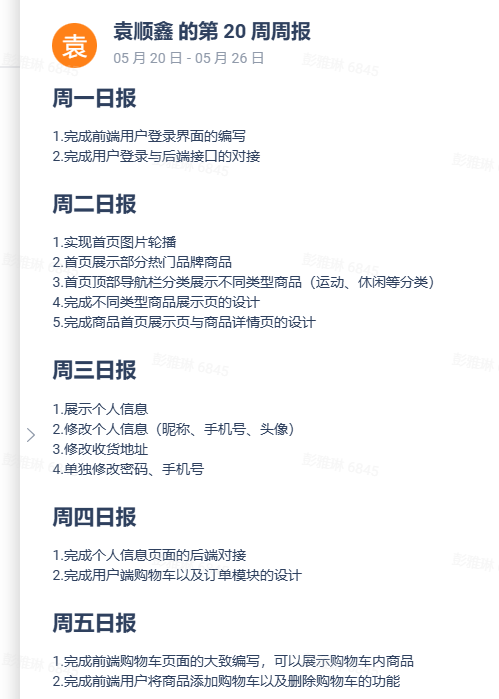 袁
袁顺鑫 的第 20 周周报
05 月 20 日 - 05 月 26 日
周一日报
1.完成前端用户登录界面的编写
2.完成用户登录与后端接口的对接
周二日报
1.实现首页图片轮播
2.首页展示部分热门品牌商品
3.首页顶部导航栏分类展示不同类型商品（运动、休闲等分类）
4.完成不同类型商品展示页的设计
5.完成商品首页展示页与商品详情页的设计
周三日报
1.展示个人信息
2.修改个人信息（昵称、手机号、头像）
3.修改收货地址
4.单独修改密码、手机号
周四日报
1.完成个人信息页面的后端对接
2.完成用户端购物车以及订单模块的设计
周五日报
1.完成前端购物车页面的大致编写，可以展示购物车内商品
2.完成前端用户将商品添加购物车以及删除购物车的功能
彭雅琳 6845